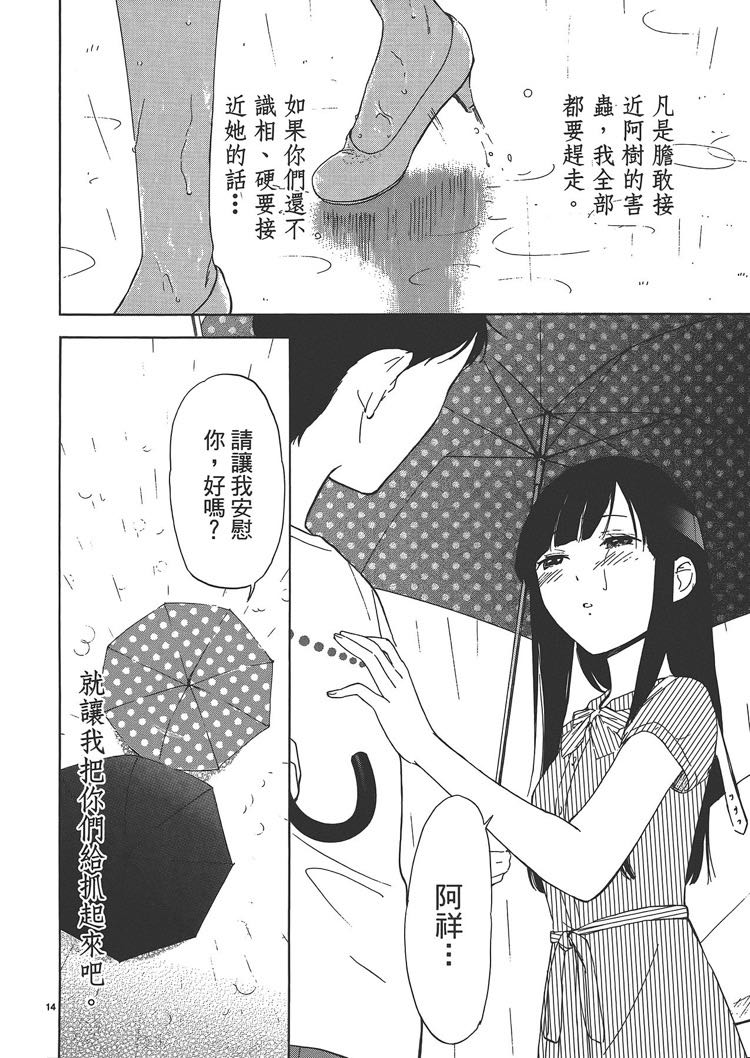 凡是膽敢接
近阿樹的害
蟲，我全部
都要趕走。
如果你們還不
識相、硬要接
近她的話…
阿祥…
請讓我安慰
你，好嗎？
就讓我把你們給抓起來吧。
14